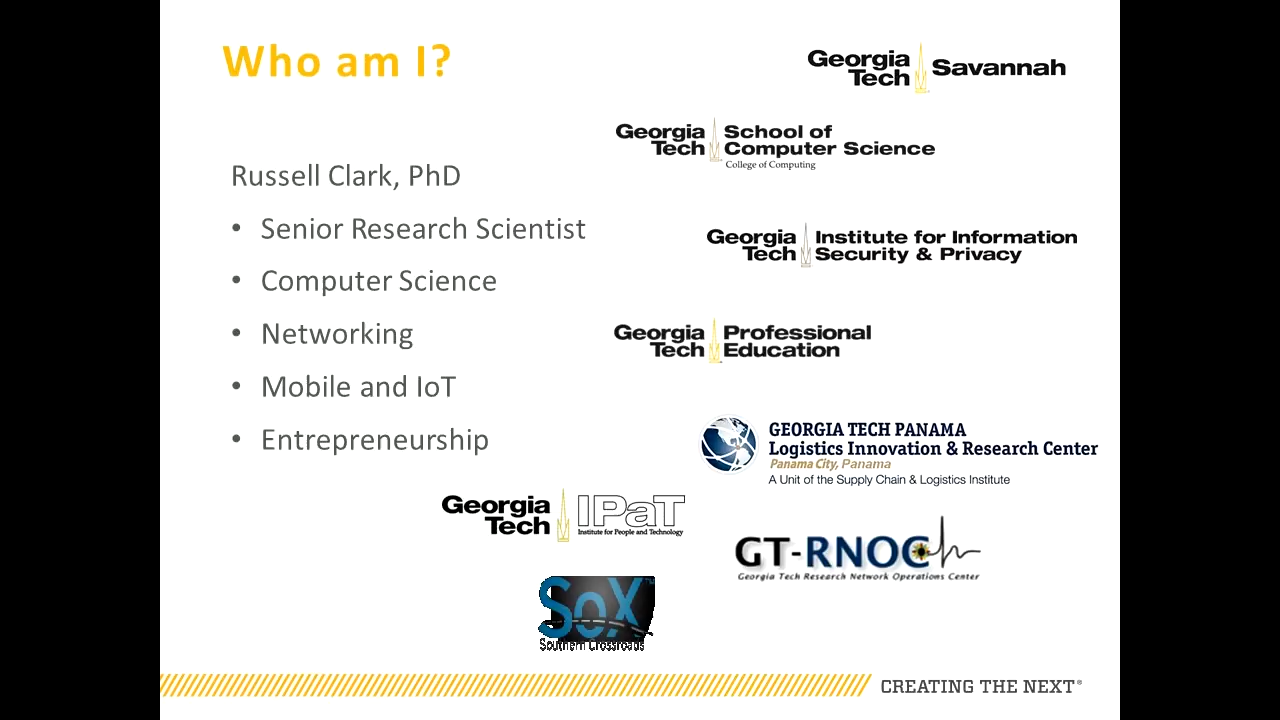 Who am I?
Georgia Tech Savannah
Georgia Tech School of Computer Science
College of Computing
Russell Clark, PhD
• Senior Research Scientist
Georgia Tech Institute for Information Security & Privacy
• Computer Science
• Networking
Georgia Tech Professional Education
• Mobile and IoT
• Entrepreneurship
GEORGIA TECH PANAMA
Logistics Innovation & Research Center
Panama City, Panama
A Unit of the Supply Chain & Logistics Institute
Georgia Tech IPaT
Institute for People and Technology
GT-RNOC
Georgia Tech Research Network Operations Center
SoX™
Southern Crossroads
CREATING THE NEXT®